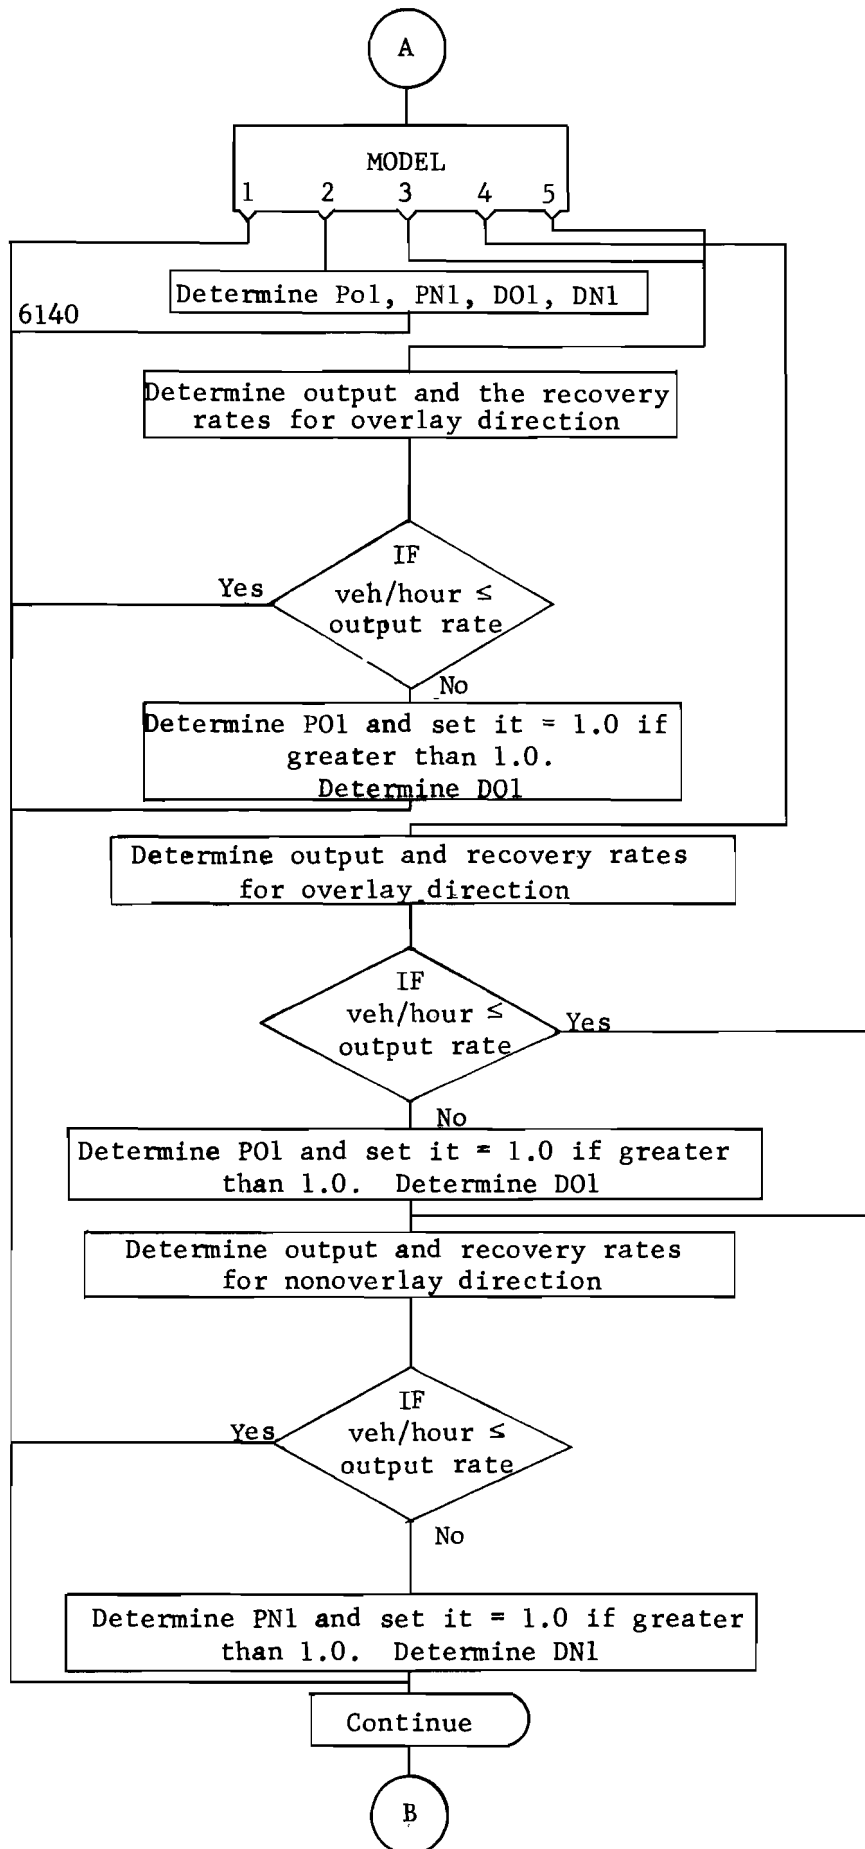 A
MODEL
1 2 3 4 5
Determine Po1, PN1, DO1, DN1
6140
Determine output and the recovery
rates for overlay direction
IF
Yes
veh/hour ≤
output rate
No
Determine PO1 and set it = 1.0 if
greater than 1.0.
Determine DO1
Determine output and recovery rates
for overlay direction
IF
veh/hour ≤
Yes
output rate
No
Determine PO1 and set it = 1.0 if greater
than 1.0. Determine DO1
Determine output and recovery rates
for nonoverlay direction
IF
Yes
veh/hour ≤
output rate
No
Determine PN1 and set it = 1.0 if greater
than 1.0. Determine DN1
Continue
B